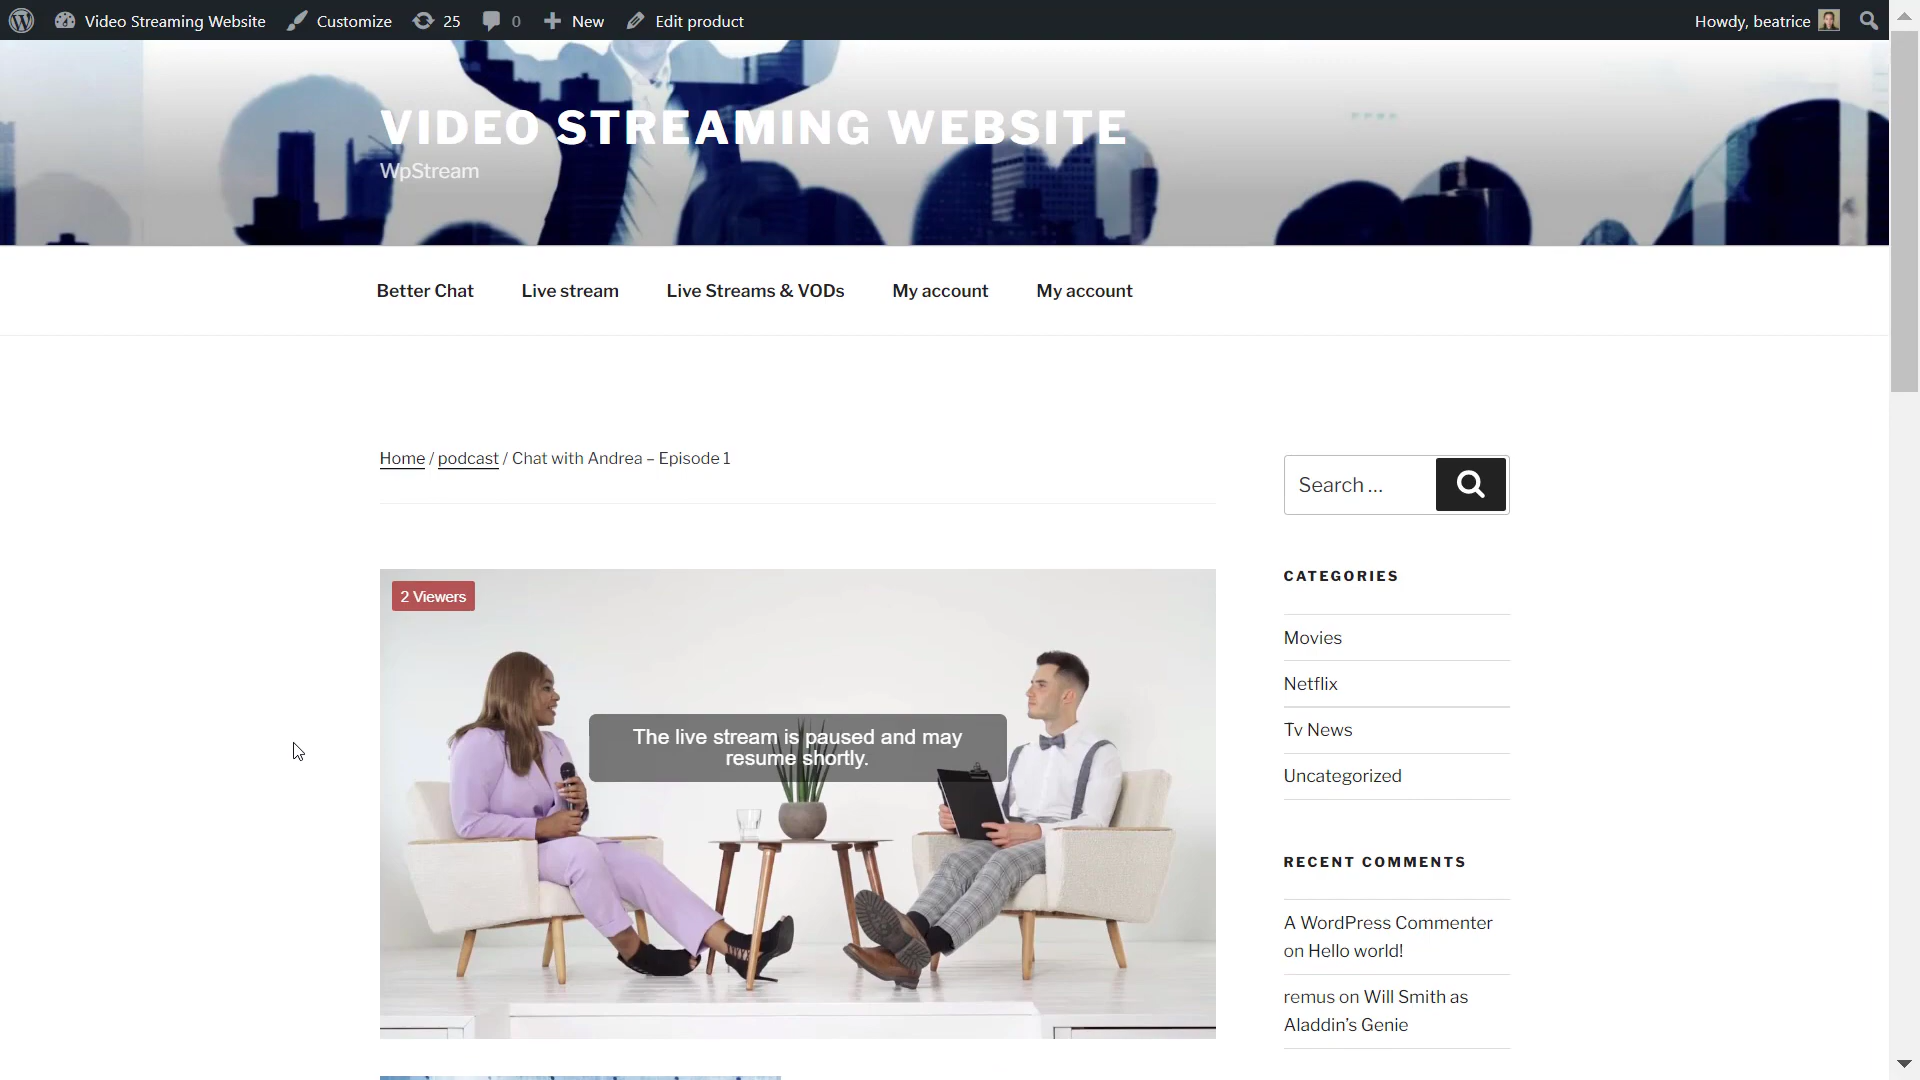 Video Streaming Website
Customize
25
0
New
Edit product
Howdy, beatrice
VIDEO STREAMING WEBSITE
WpStream
Better Chat
Live stream
Live Streams & VODs
My account
My account
Home / podcast / Chat with Andrea – Episode 1
2 Viewers
The live stream is paused and may
resume shortly.
Search …
CATEGORIES
Movies
Netflix
Tv News
Uncategorized
RECENT COMMENTS
A WordPress Commenter
on Hello world!
remus on Will Smith as
Aladdin's Genie